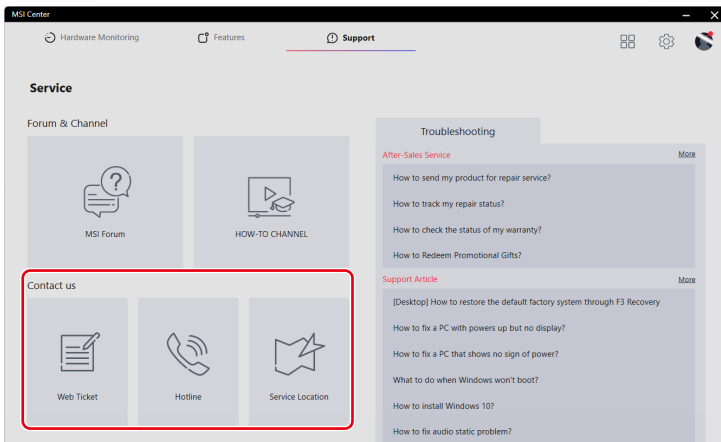 MSI Center
Hardware Monitoring
Features
Support
Service
Forum & Channel
MSI Forum
HOW-TO CHANNEL
Contact us
Web Ticket
Hotline
Service Location
Troubleshooting
After-Sales Service
More
How to send my product for repair service?
How to track my repair status?
How to check the status of my warranty?
How to Redeem Promotional Gifts?
Support Article
More
[Desktop] How to restore the default factory system through F3 Recovery
How to fix a PC with powers up but no display?
How to fix a PC that shows no sign of power?
What to do when Windows won't boot?
How to install Windows 10?
How to fix audio static problem?